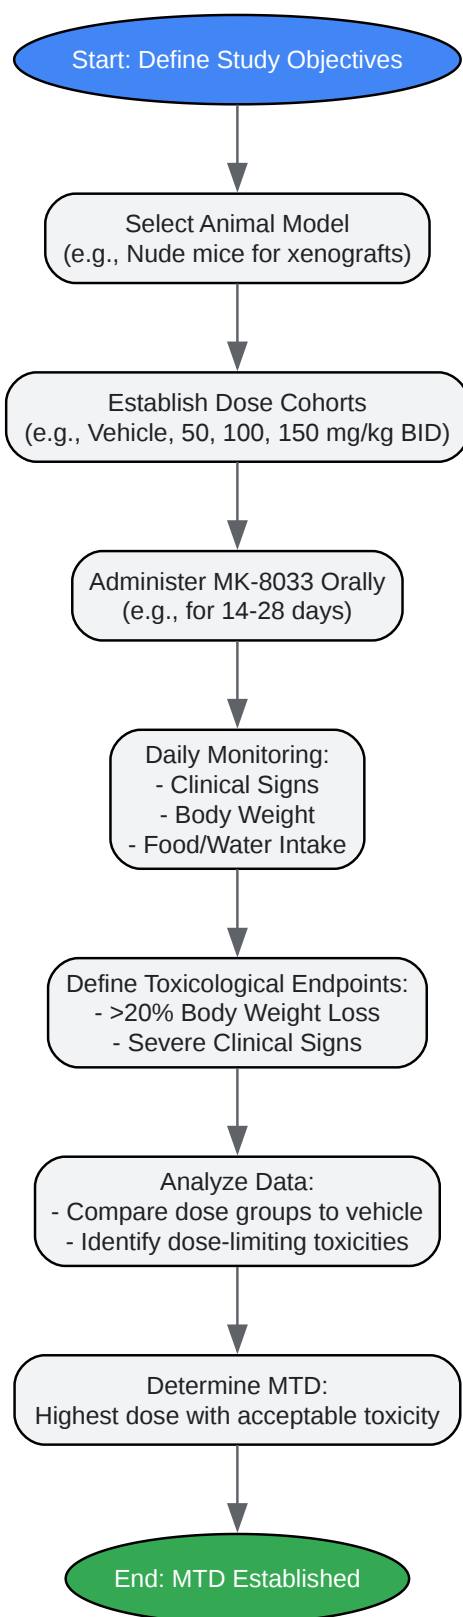 Start: Define Study Objectives
Select Animal Model
(e.g., Nude mice for xenografts)
Establish Dose Cohorts
(e.g., Vehicle, 50, 100, 150 mg/kg BID)
Administer MK-8033 Orally
(e.g., for 14-28 days)
Daily Monitoring:
- Clinical Signs
- Body Weight
- Food/Water Intake
Define Toxicological Endpoints:
- >20% Body Weight Loss
- Severe Clinical Signs
Analyze Data:
- Compare dose groups to vehicle
- Identify dose-limiting toxicities
Determine MTD:
Highest dose with acceptable toxicity
End: MTD Established